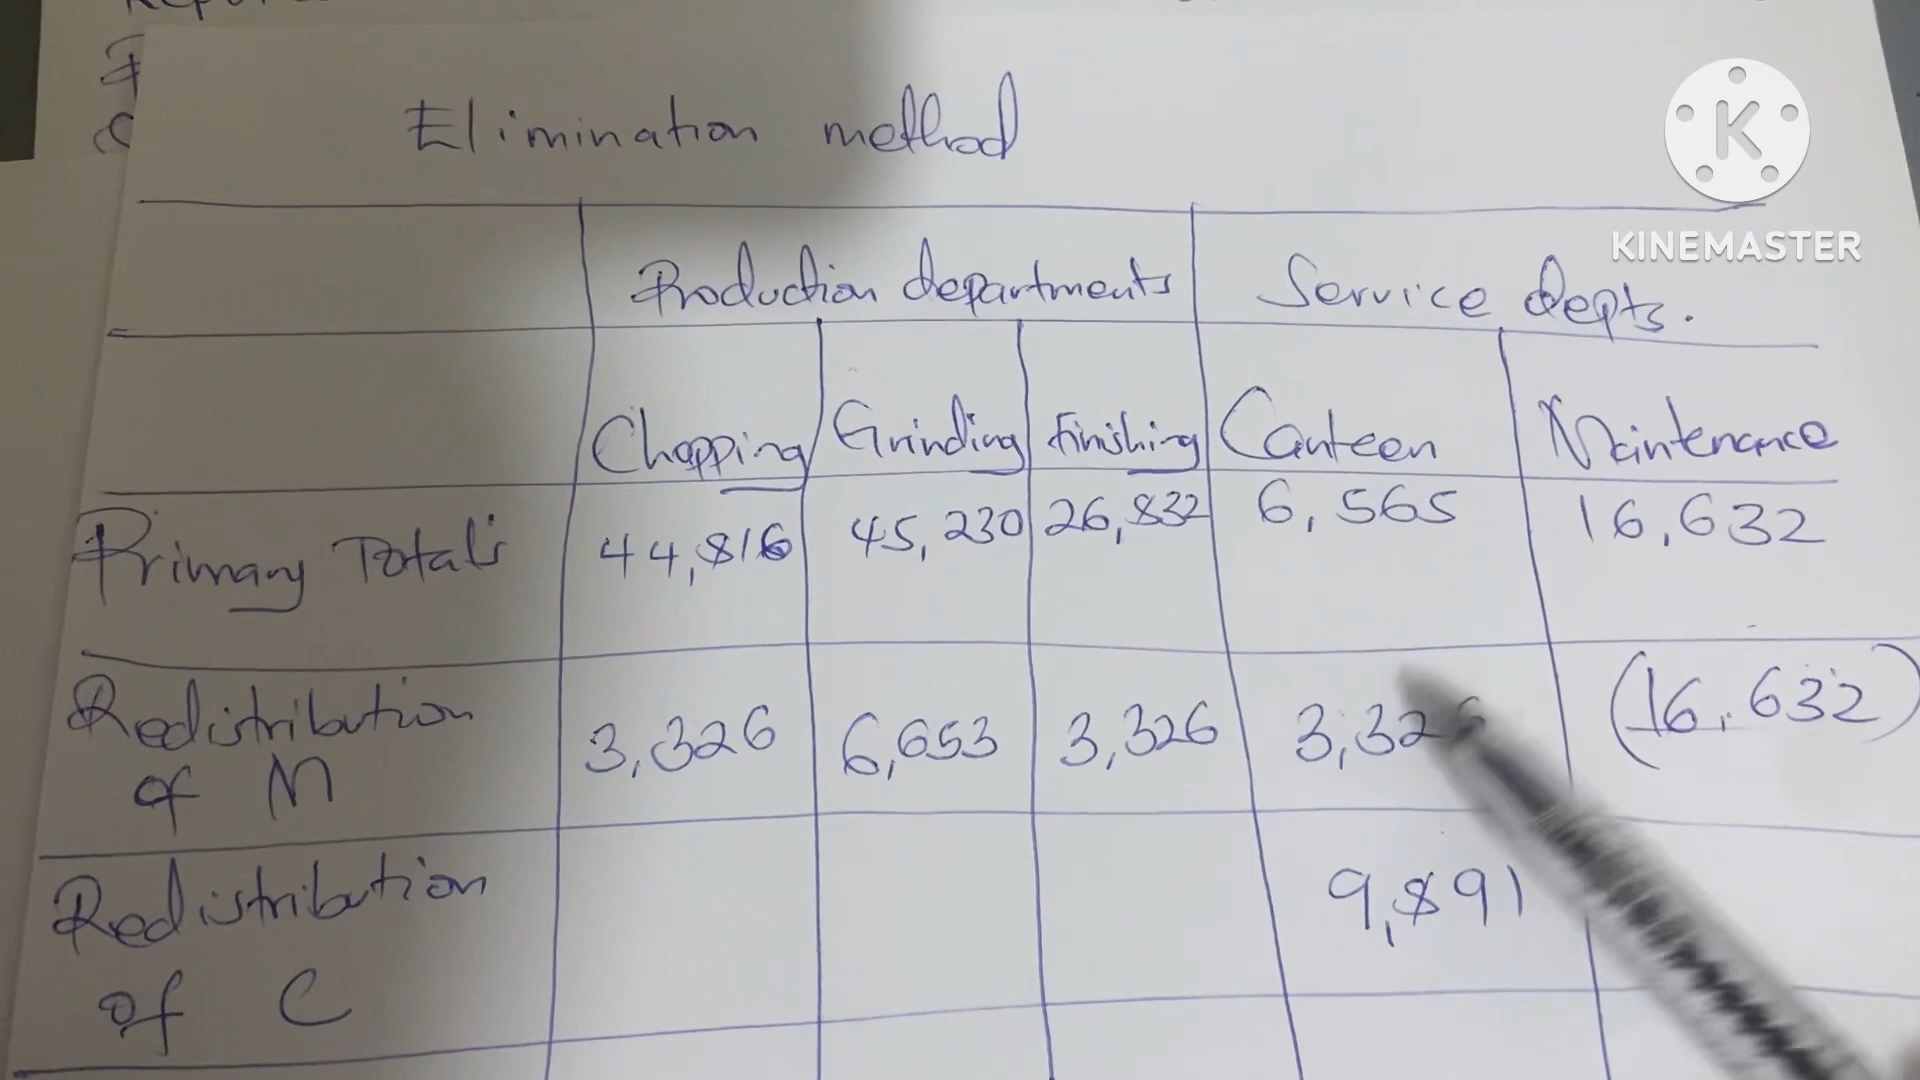 Elimination method
K
KINEMASTER
Production departments Service depts.
Chopping Grinding Finishing Canteen Maintenance
Primary Totals 44,816 45,230 26,832 6,565 16,632
Redistribution of M 3,326 6,653 3,326 3,326 (16,632)
Redistribution of C 9,891